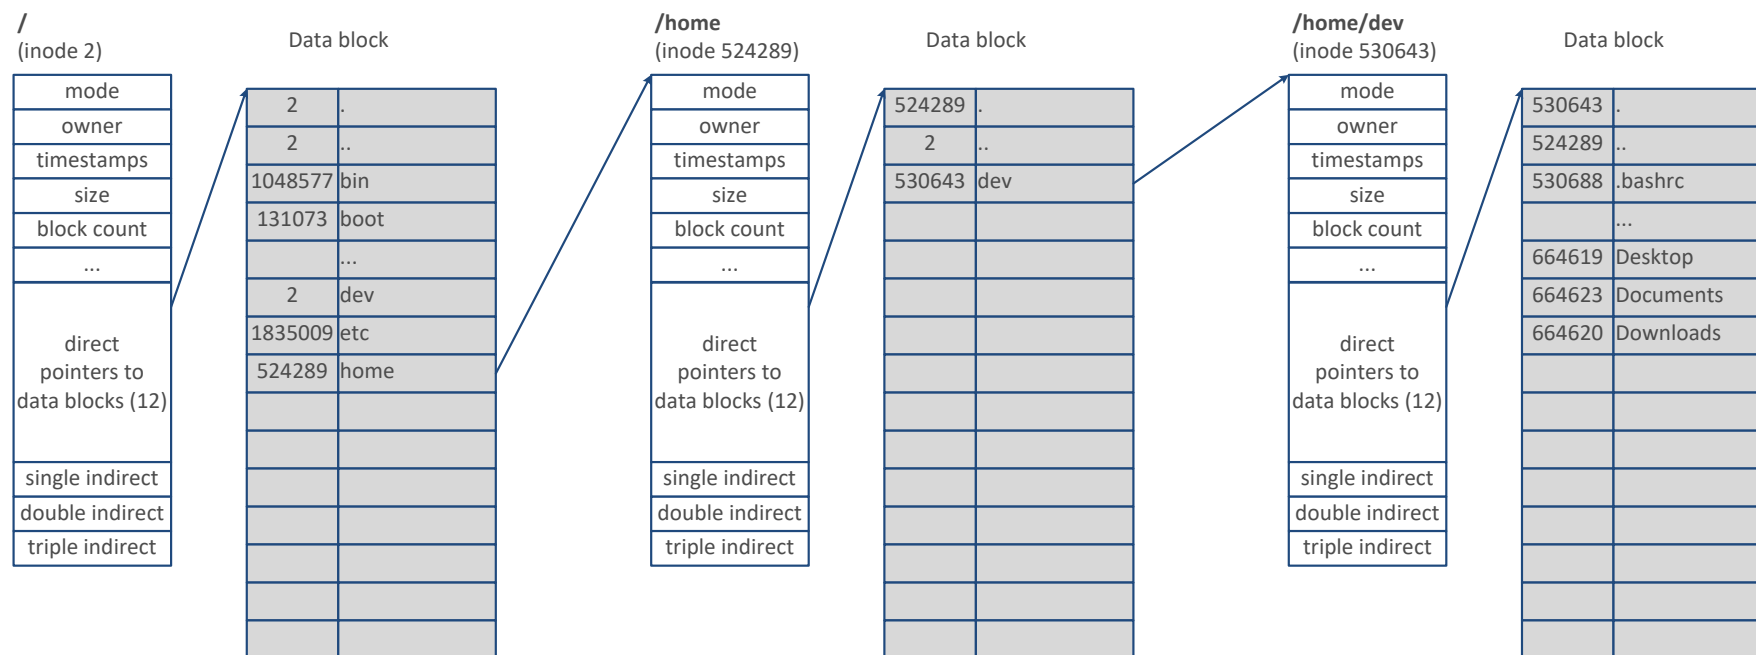 /
(inode 2)
mode
owner
timestamps
size
block count
...
direct
pointers to
data blocks (12)
single indirect
double indirect
triple indirect
Data block
2 .
2 ..
1048577 bin
131073 boot
...
2 dev
1835009 etc
524289 home
/home
(inode 524289)
mode
owner
timestamps
size
block count
...
direct
pointers to
data blocks (12)
single indirect
double indirect
triple indirect
Data block
524289 .
2 ..
530643 dev
/home/dev
(inode 530643)
mode
owner
timestamps
size
block count
...
direct
pointers to
data blocks (12)
single indirect
double indirect
triple indirect
Data block
530643 .
524289 ..
530688 .bashrc
...
664619 Desktop
664623 Documents
664620 Downloads